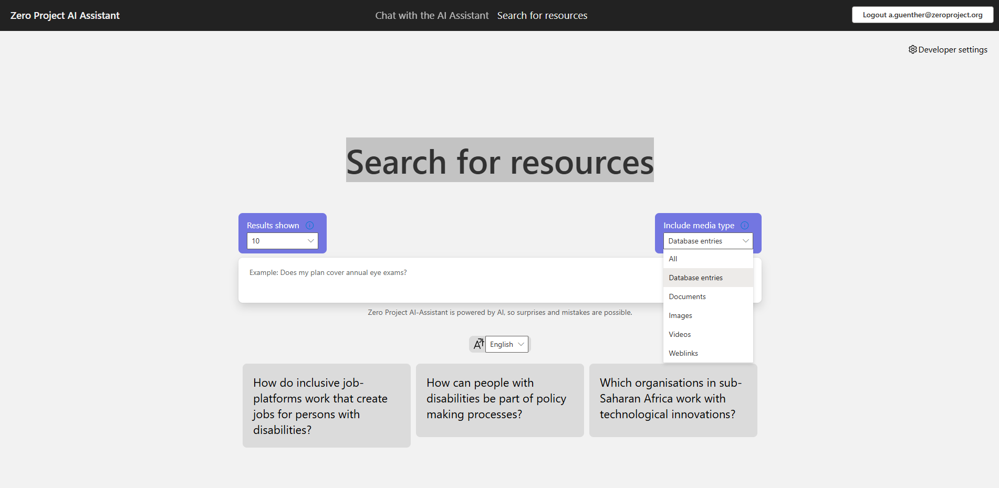 Zero Project AI Assistant
Chat with the AI Assistant
Search for resources
Logout a.guenther@zeroproject.org
Developer settings
Search for resources
Results shown
10
Include media type
Database entries
All
Database entries
Documents
Images
Videos
Weblinks
Example: Does my plan cover annual eye exams?
Zero Project AI-Assistant is powered by AI, so surprises and mistakes are possible.
English
How do inclusive job-
platforms work that create
jobs for persons with
disabilities?
How can people with
disabilities be part of policy
making processes?
Which organisations in sub-
Saharan Africa work with
technological innovations?